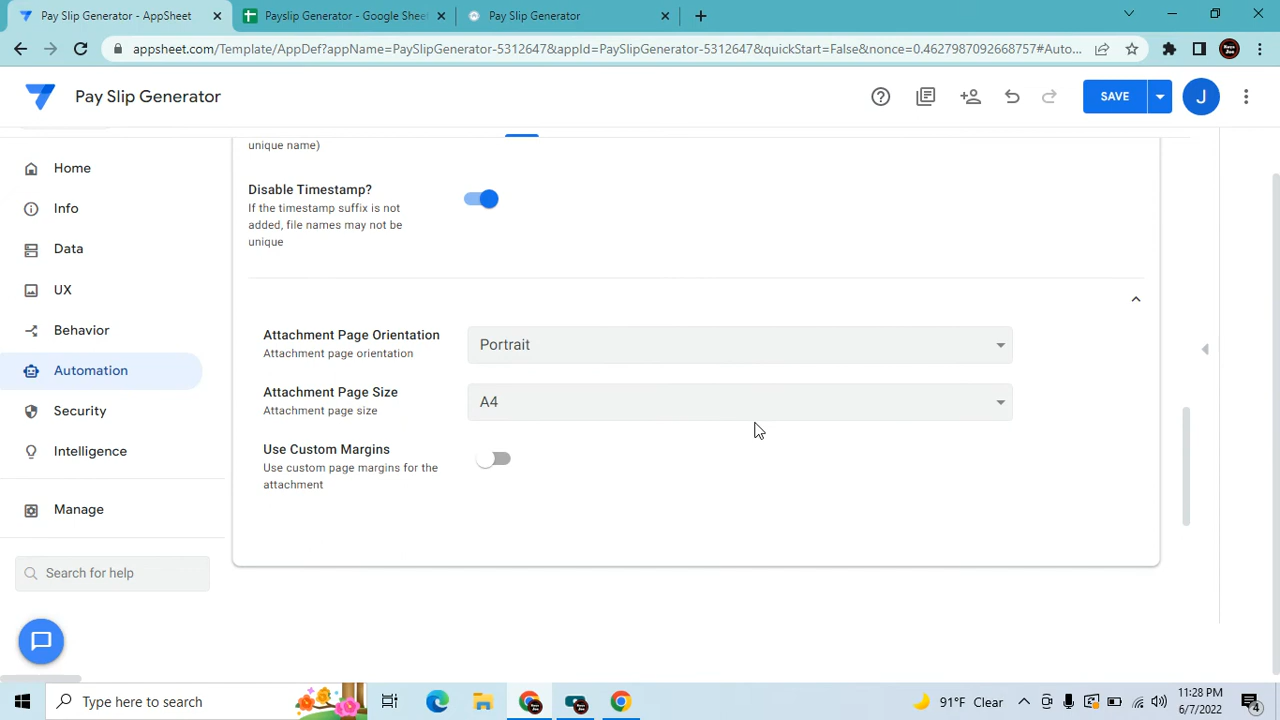 Pay Slip Generator - AppSheet
Payslip Generator - Google Sheet
Pay Slip Generator
appsheet.com/Template/AppDef?appName=PaySlipGenerator-5312647&appId=PaySlipGenerator-5312647&quickStart=False&nonce=0.4627987092668757#Auto...
Pay Slip Generator
SAVE
J
unique name)
Home
Disable Timestamp?
If the timestamp suffix is not
added, file names may not be
unique
Info
Data
UX
Behavior
Attachment Page Orientation
Attachment page orientation
Portrait
Automation
Attachment Page Size
Attachment page size
A4
Security
Intelligence
Use Custom Margins
Use custom page margins for the
attachment
Manage
Search for help
Type here to search
91°F Clear
11:28 PM
6/7/2022
4